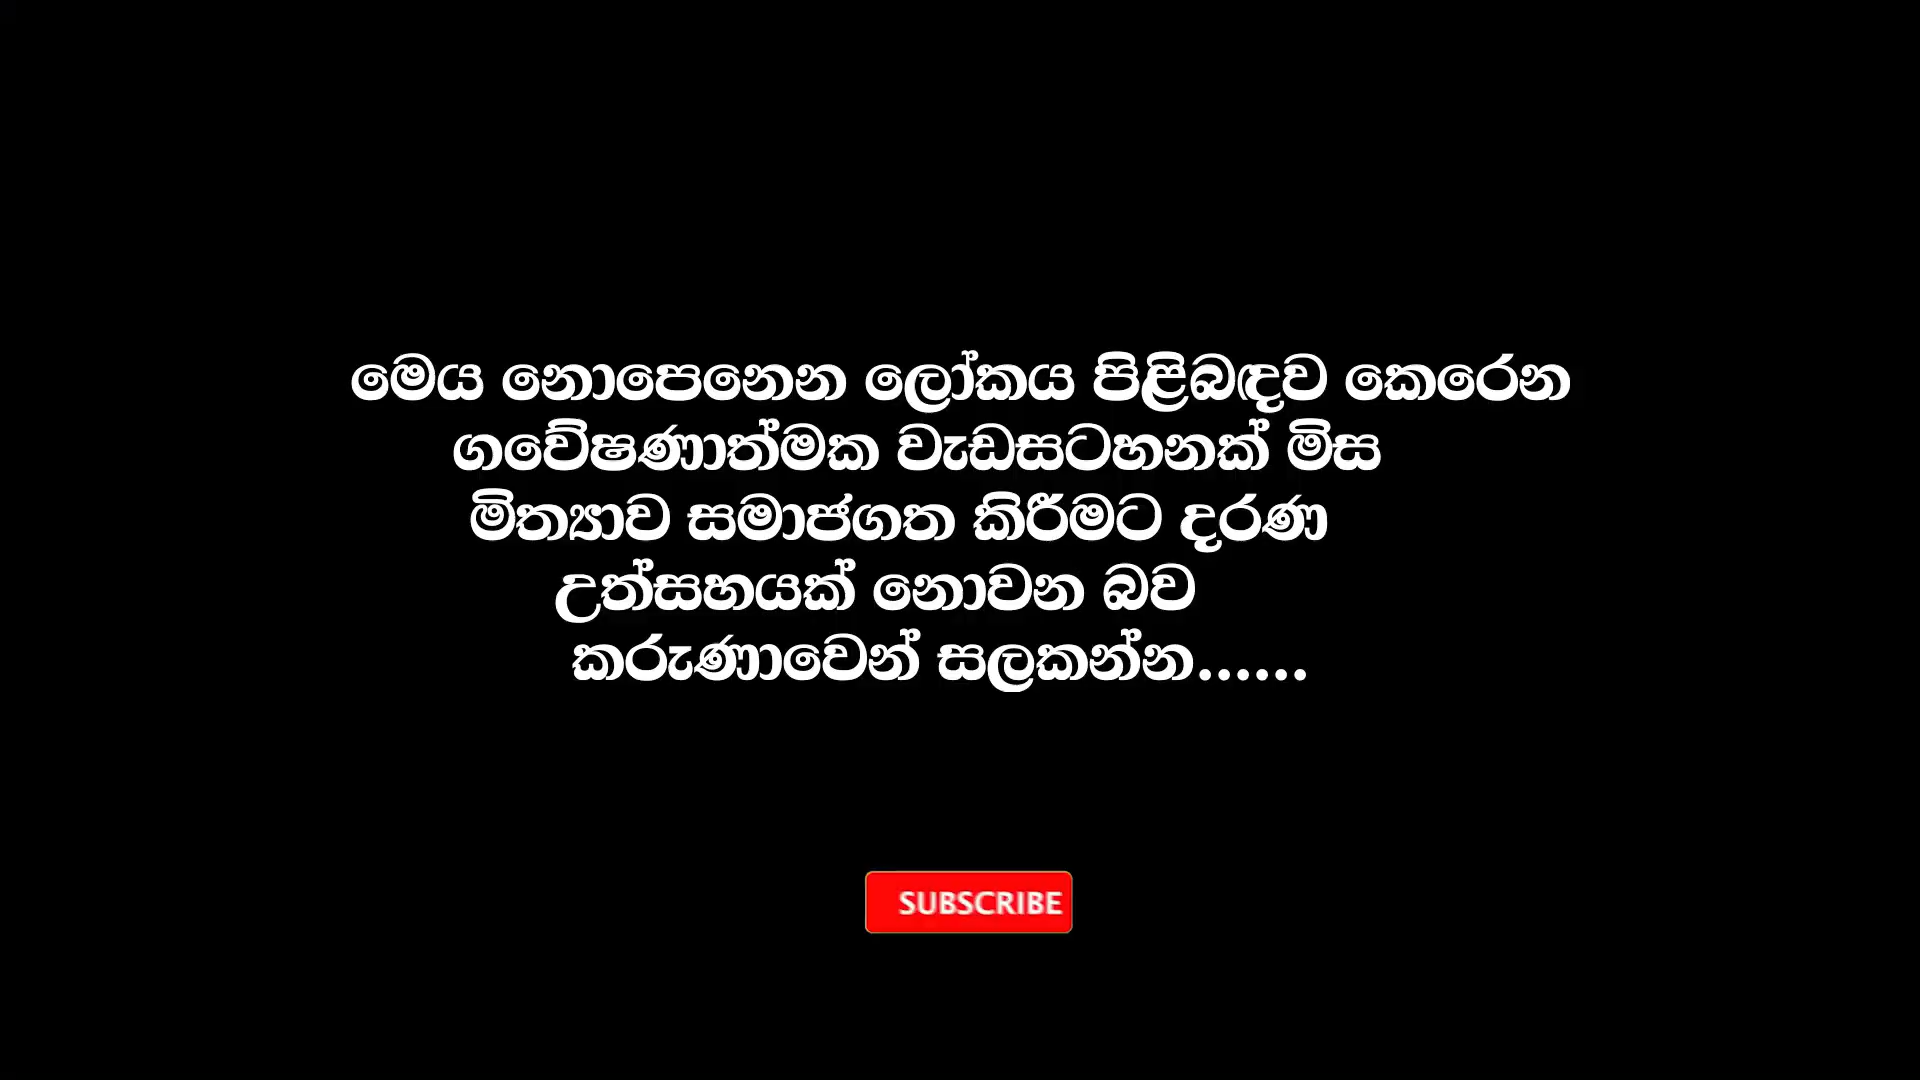 මෙය නොපෙනෙන ලෝකය පිළිබඳව කෙරෙන
ගවේෂණාත්මක වැඩසටහනක් මිස
මිත්‍යාව සමාජගත කිරීමට දරණ
උත්සහයක් නොවන බව
කරුණාවෙන් සලකන්න......
SUBSCRIBE